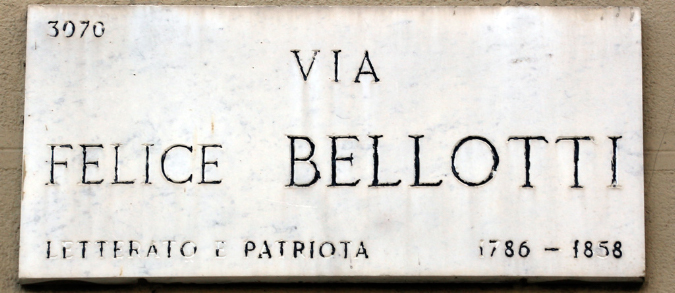 3070
VIA
FELICE BELLOTTI
LETTERATO E PATRIOTA 1786 - 1858